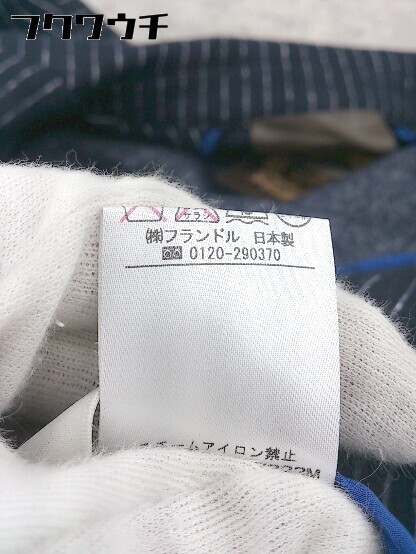 フクワウチ
(株)フランドル 日本製
0120-290370
スチームアイロン禁止